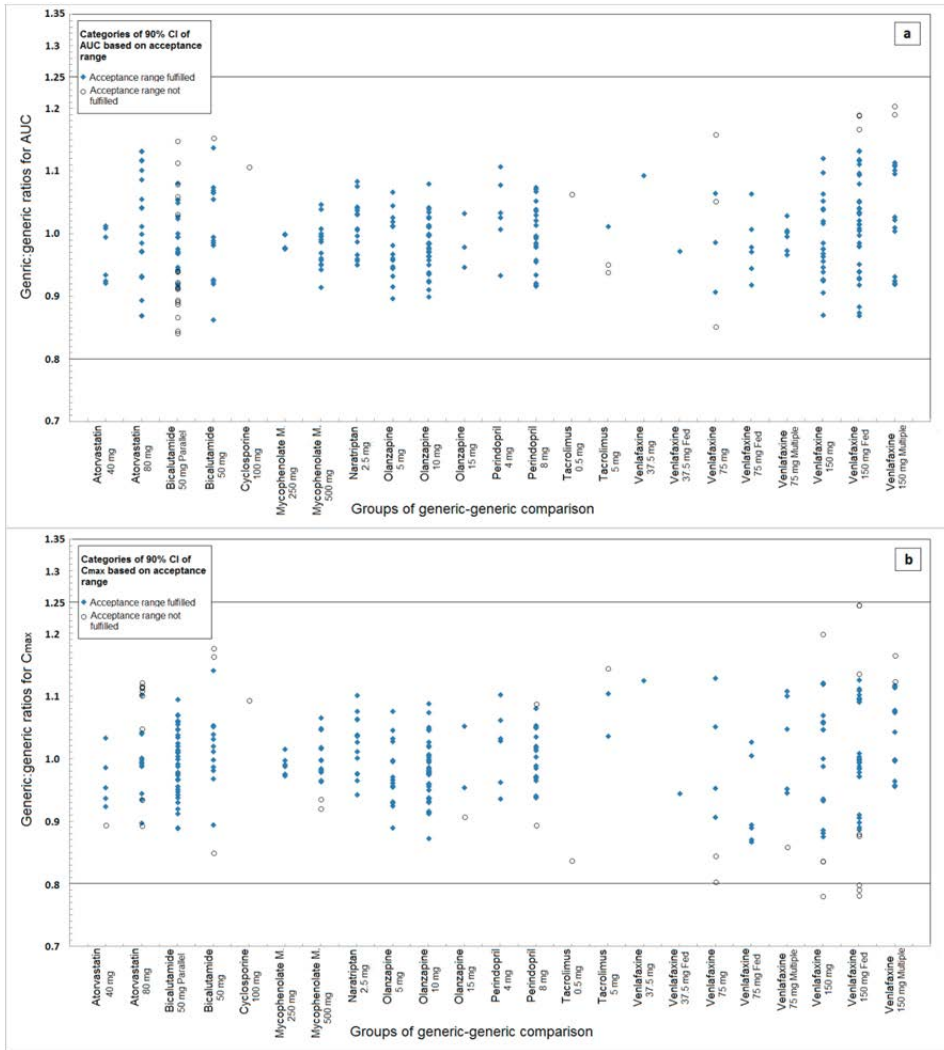 1.35
1.3
1.25
1.2
1.1
1.0
0.9
0.8
0.7
Genric:generic ratios for AUC
Categories of 90% CI of
AUC based on acceptance
range
Acceptance range fulfilled
Acceptance range not
fulfilled
a
Atorvastatin
40 mg
Atorvastatin
80 mg
Bicalutamide
50 mg Parallel
Bicalutamide
50 mg
Cyclosporine
100 mg
Mycophenolate M.
250 mg
Mycophenolate M.
500 mg
Naratriptan
2.5 mg
Olanzapine
5 mg
Olanzapine
10 mg
Olanzapine
15 mg
Perindopril
4 mg
Perindopril
8 mg
Tacrolimus
0.5 mg
Tacrolimus
5 mg
Venlafaxine
37.5 mg
Venlafaxine
37.5 mg Fed
Venlafaxine
75 mg
Venlafaxine
75 mg Fed
Venlafaxine
75 mg Multiple
Venlafaxine
150 mg
Venlafaxine
150 mg Fed
Venlafaxine
150 mg Multiple
Groups of generic-generic comparison
1.35
1.3
1.25
1.2
1.1
1.0
0.9
0.8
0.7
Generic:generic ratios for Cmax
Categories of 90% CI of
Cmax based on acceptance
range
Acceptance range fulfilled
Acceptance range not
fulfilled
b
Atorvastatin
40 mg
Atorvastatin
80 mg
Bicalutamide
50 mg Parallel
Bicalutamide
50 mg
Cyclosporine
100 mg
Mycophenolate M.
250 mg
Mycophenolate M.
500 mg
Naratriptan
2.5 mg
Olanzapine
5 mg
Olanzapine
10 mg
Olanzapine
15 mg
Perindopril
4 mg
Perindopril
8 mg
Tacrolimus
0.5 mg
Tacrolimus
5 mg
Venlafaxine
37.5 mg
Venlafaxine
37.5 mg Fed
Venlafaxine
75 mg
Venlafaxine
75 mg Fed
Venlafaxine
75 mg Multiple
Venlafaxine
150 mg
Venlafaxine
150 mg Fed
Venlafaxine
150 mg Multiple
Groups of generic-generic comparison